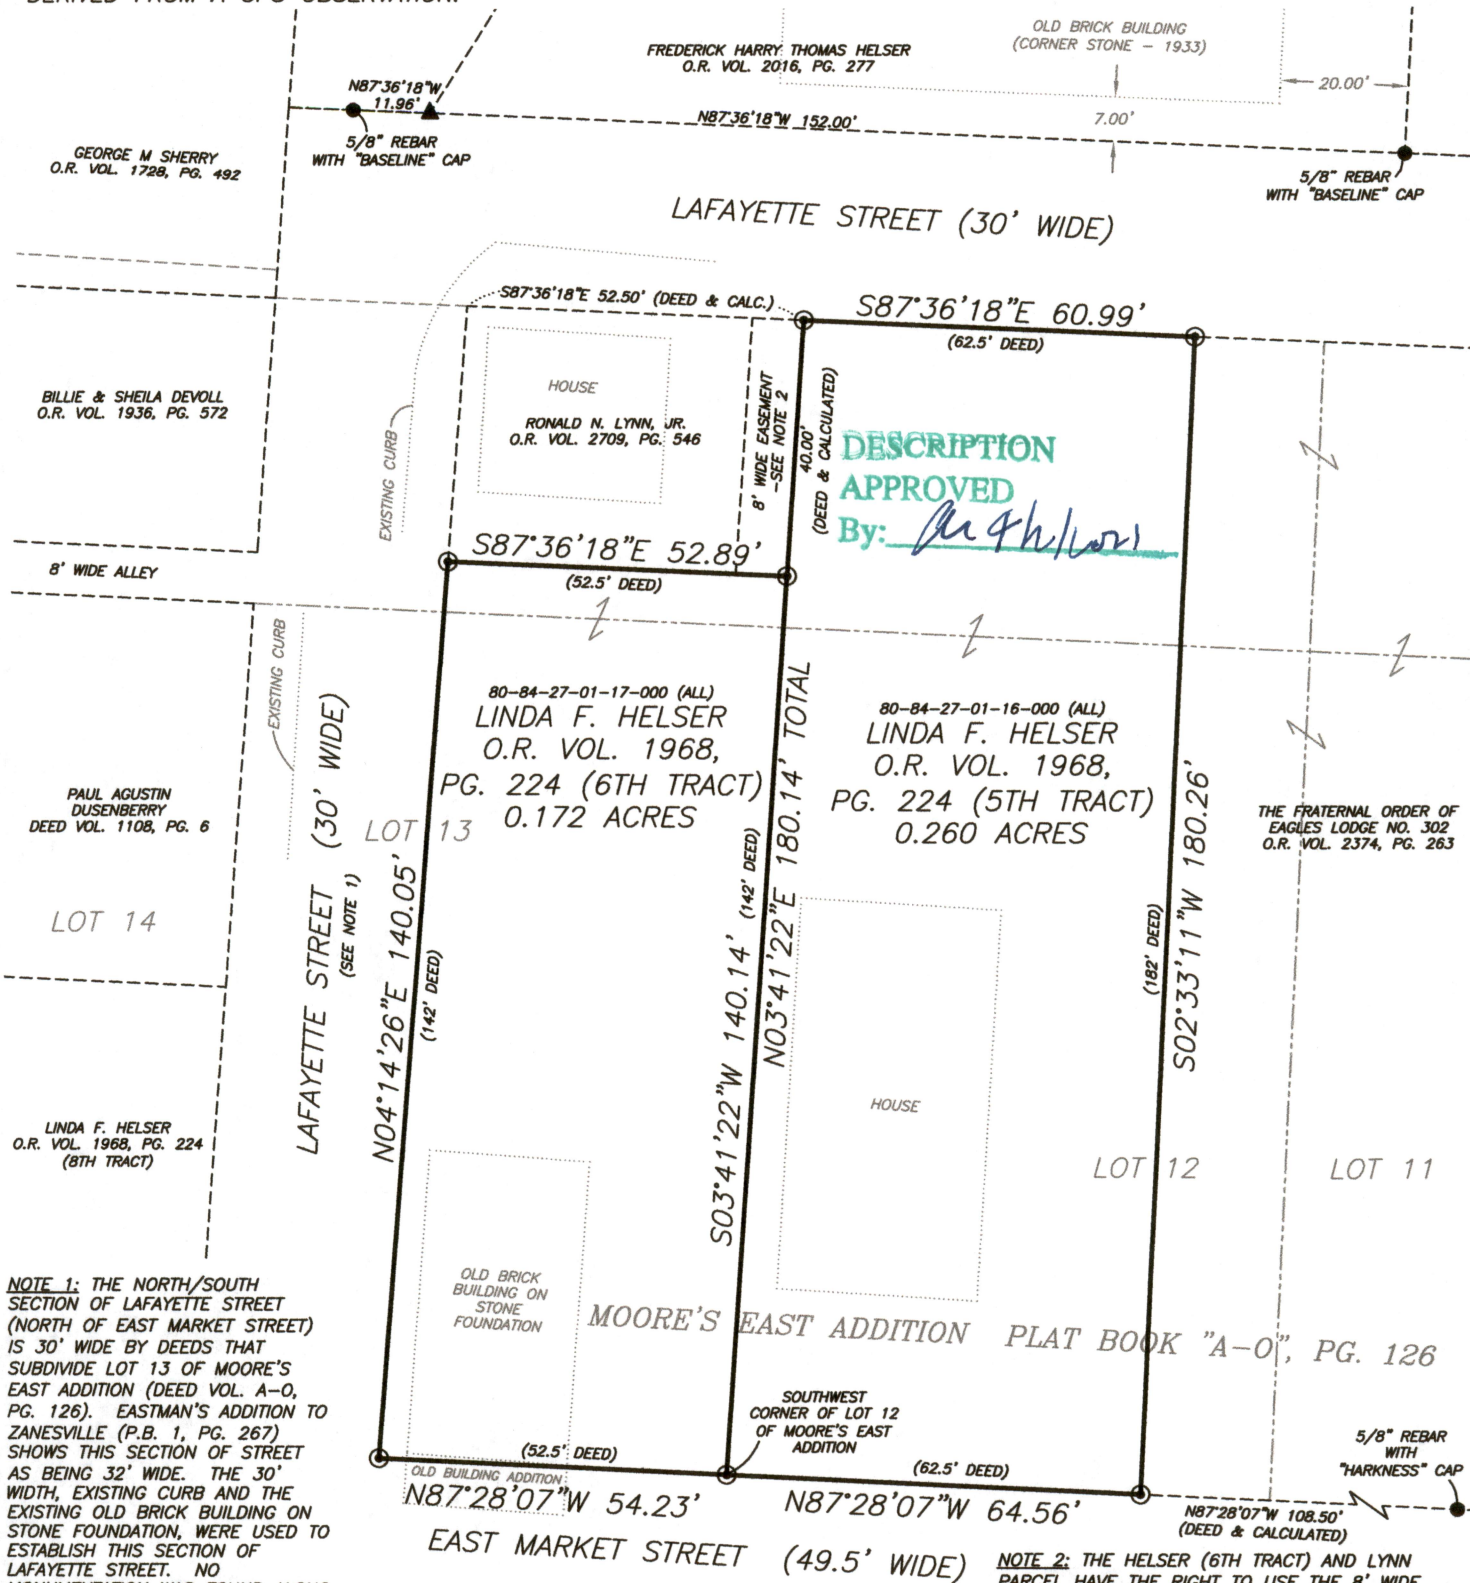 FREDERICK HARRY THOMAS HELSER
O.R. VOL. 2016, PG. 277
OLD BRICK BUILDING
(CORNER STONE - 1933)
20.00'
7.00'
N87°36'18"W
11.96'
N87°36'18"W 152.00'
5/8" REBAR
WITH "BASELINE" CAP
5/8" REBAR
WITH "BASELINE" CAP
GEORGE M SHERRY
O.R. VOL. 1728, PG. 492
LAFAYETTE STREET (30' WIDE)
S87°36'18"E 52.50' (DEED & CALC.)
S87°36'18"E 60.99'
(62.5' DEED)
BILLIE & SHEILA DEVOLL
O.R. VOL. 1936, PG. 572
EXISTING CURB
HOUSE
RONALD N. LYNN, JR.
O.R. VOL. 2709, PG. 546
8' WIDE EASEMENT
-SEE NOTE 2
40.00'
(DEED & CALCULATED)
DESCRIPTION
APPROVED
By:
S87°36'18"E 52.89'
(52.5' DEED)
8' WIDE ALLEY
EXISTING CURB
80-84-27-01-17-000 (ALL)
LINDA F. HELSER
O.R. VOL. 1968,
PG. 224 (6TH TRACT)
0.172 ACRES
80-84-27-01-16-000 (ALL)
LINDA F. HELSER
O.R. VOL. 1968,
PG. 224 (5TH TRACT)
0.260 ACRES
PAUL AGUSTIN
DUSENBERRY
DEED VOL. 1108, PG. 6
LOT 13
THE FRATERNAL ORDER OF
EAGLES LODGE NO. 302
O.R. VOL. 2374, PG. 263
LOT 14
LAFAYETTE STREET (30' WIDE)
(SEE NOTE 1)
N04°14'26"E 140.05'
(142' DEED)
S03°41'22"W 140.14' (142' DEED)
N03°41'22"E 180.14' TOTAL
(182' DEED)
S02°33'11"W 180.26'
HOUSE
LINDA F. HELSER
O.R. VOL. 1968, PG. 224
(8TH TRACT)
LOT 12
LOT 11
OLD BRICK
BUILDING ON
STONE
FOUNDATION
MOORE'S EAST ADDITION PLAT BOOK "A-O", PG. 126
NOTE 1: THE NORTH/SOUTH
SECTION OF LAFAYETTE STREET
(NORTH OF EAST MARKET STREET)
IS 30' WIDE BY DEEDS THAT
SUBDIVIDE LOT 13 OF MOORE'S
EAST ADDITION (DEED VOL. A-O,
PG. 126). EASTMAN'S ADDITION TO
ZANESVILLE (P.B. 1, PG. 267)
SHOWS THIS SECTION OF STREET
AS BEING 32' WIDE. THE 30'
WIDTH, EXISTING CURB AND THE
EXISTING OLD BRICK BUILDING ON
STONE FOUNDATION, WERE USED TO
ESTABLISH THIS SECTION OF
LAFAYETTE STREET. NO
SOUTHWEST
CORNER OF LOT 12
OF MOORE'S EAST
ADDITION
(52.5' DEED)
OLD BUILDING ADDITION
N87°28'07"W 54.23'
(62.5' DEED)
N87°28'07"W 64.56'
5/8" REBAR
WITH
"HARKNESS" CAP
N87°28'07"W 108.50'
(DEED & CALCULATED)
EAST MARKET STREET (49.5' WIDE)
NOTE 2: THE HELSER (6TH TRACT) AND LYNN